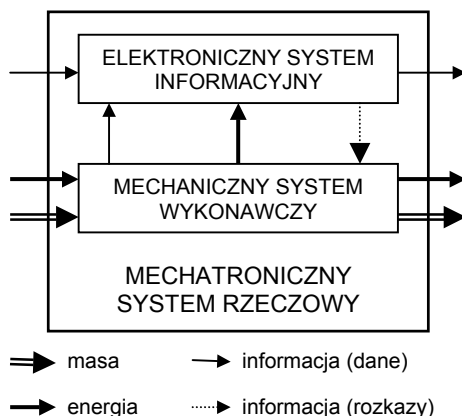 ELEKTRONICZNY SYSTEM
INFORMACYJNY
MECHANICZNY SYSTEM
WYKONAWCZY
MECHATRONICZNY
SYSTEM RZECZOWY
masa
informacja (dane)
energia
informacja (rozkazy)